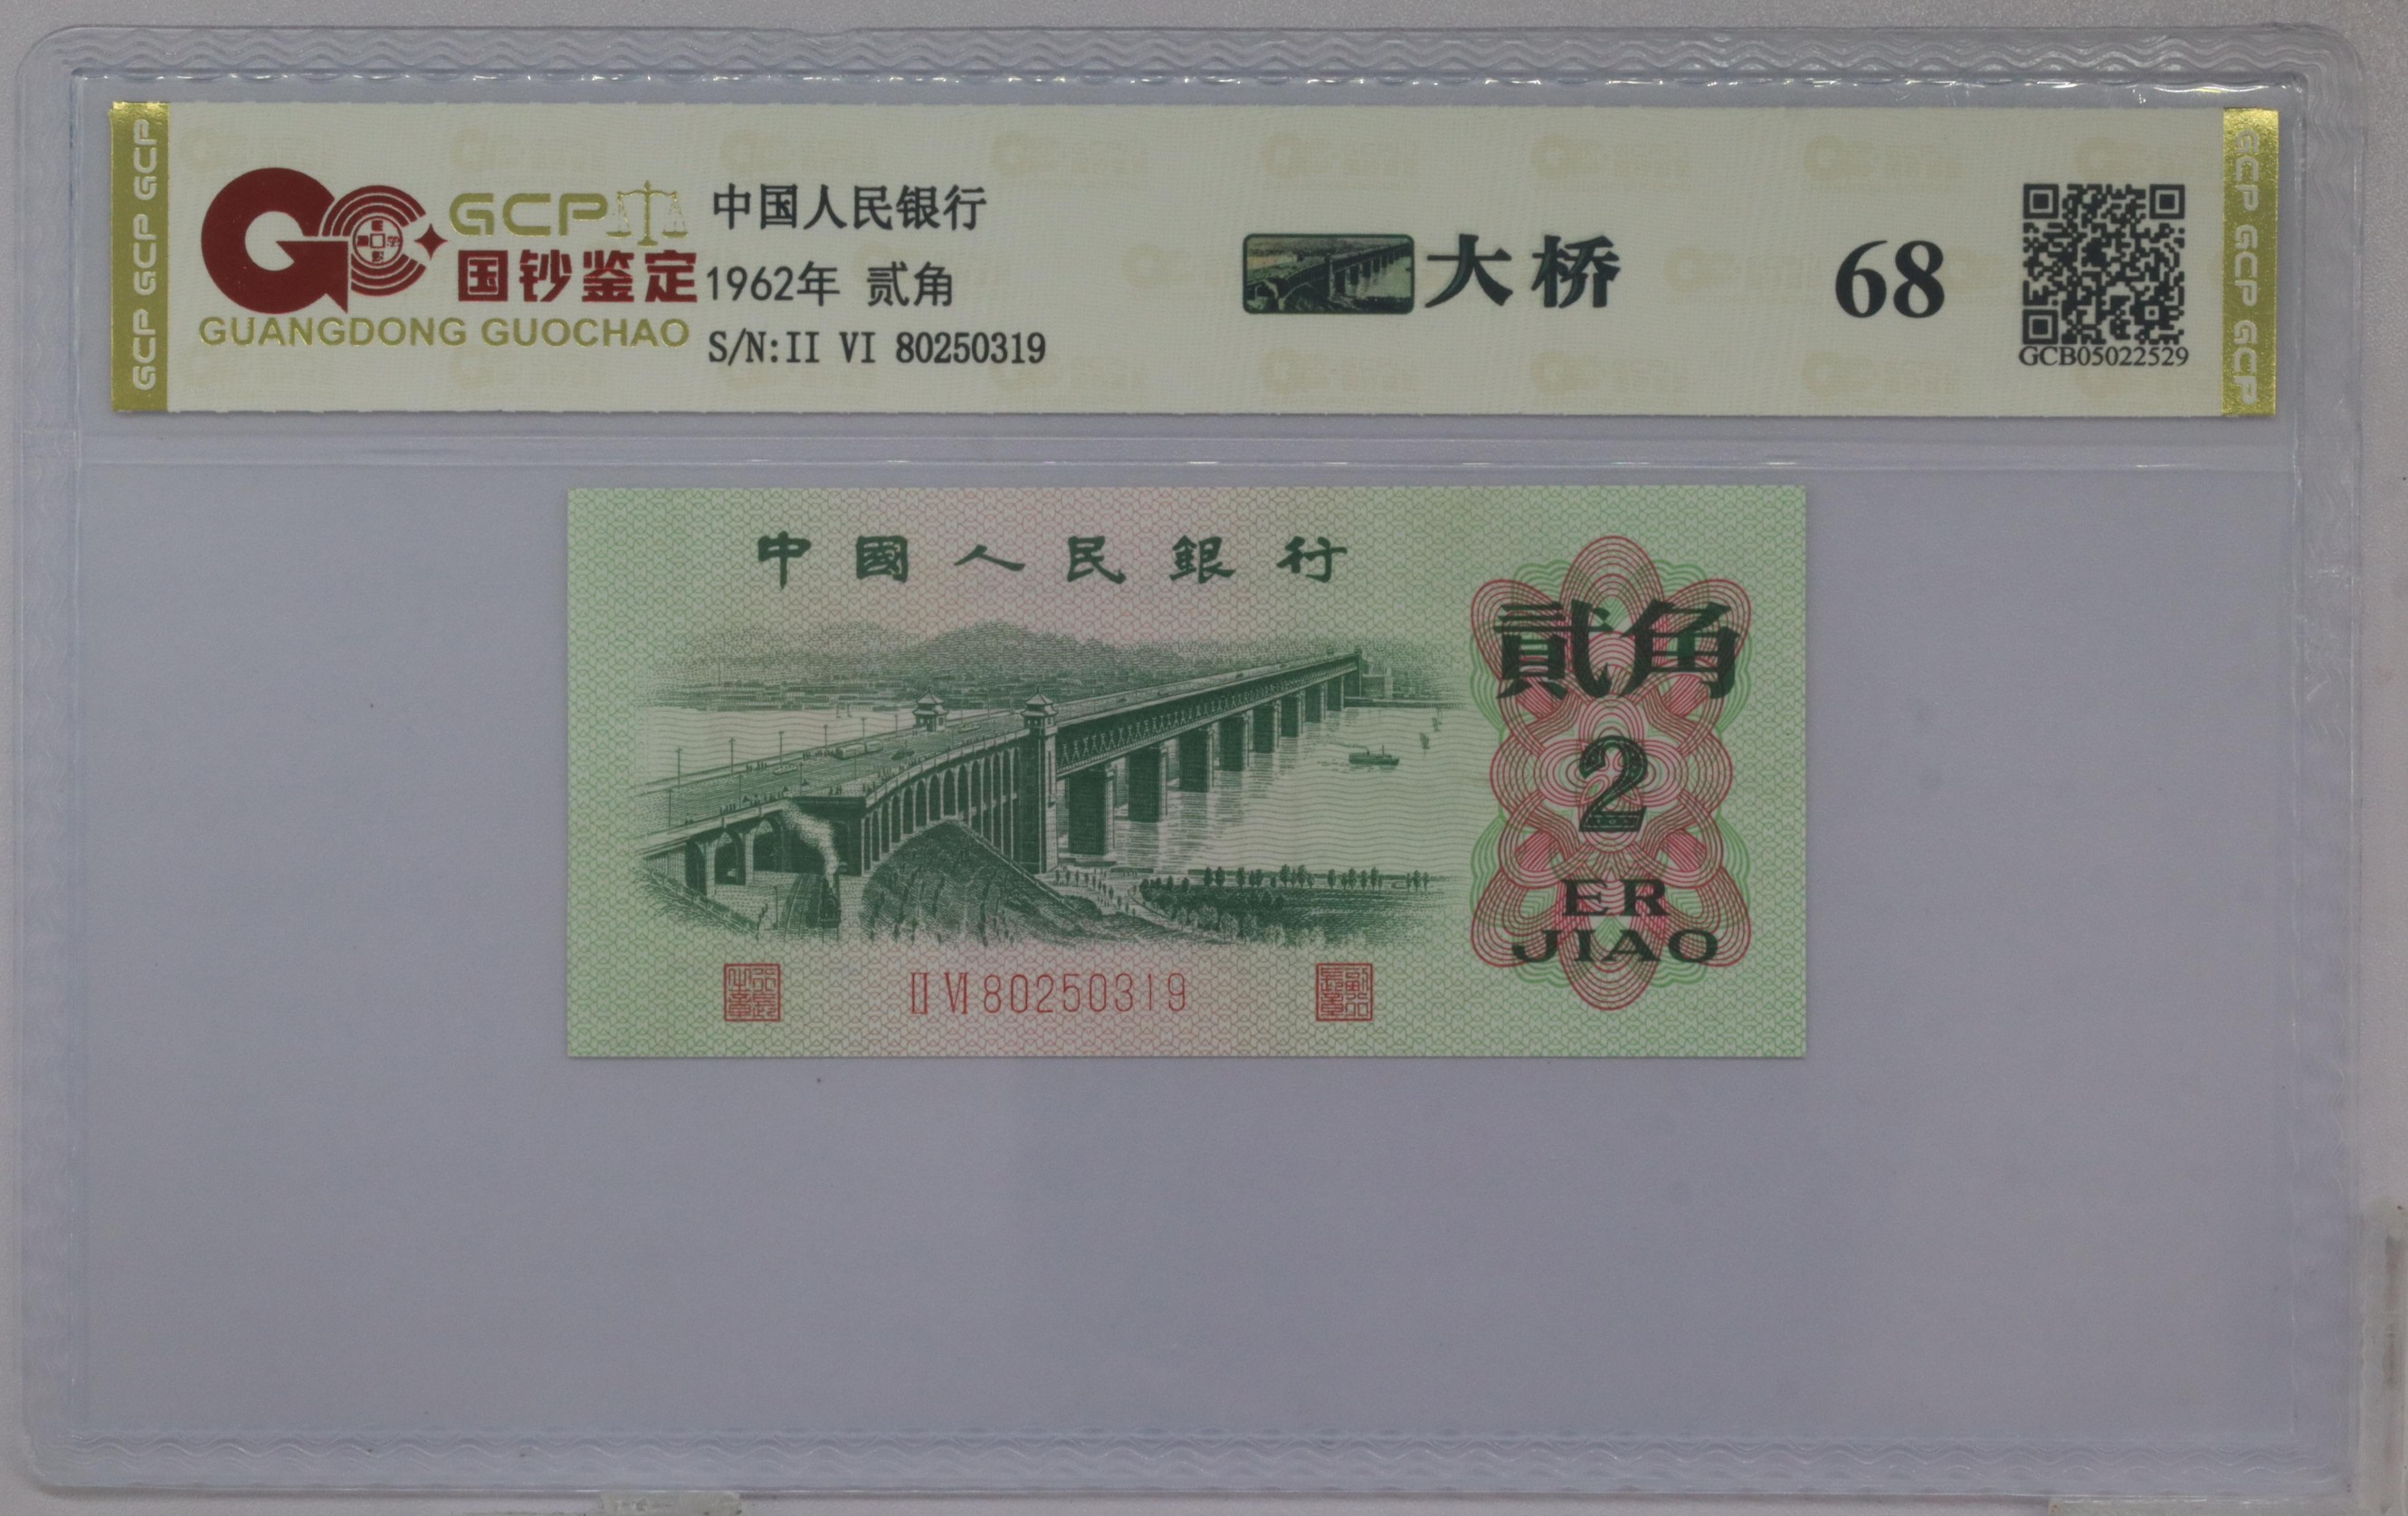 GCP GCP GCP
GCP
国钞鉴定
GUANGDONG GUOCHAO
中国人民银行
1962年 贰角
S/N:II VI 80250319
大桥
68
GCB05022529
GCP GCP GCP
中國人民銀行
貳角
2
ER
JIAO
II VI 80250319